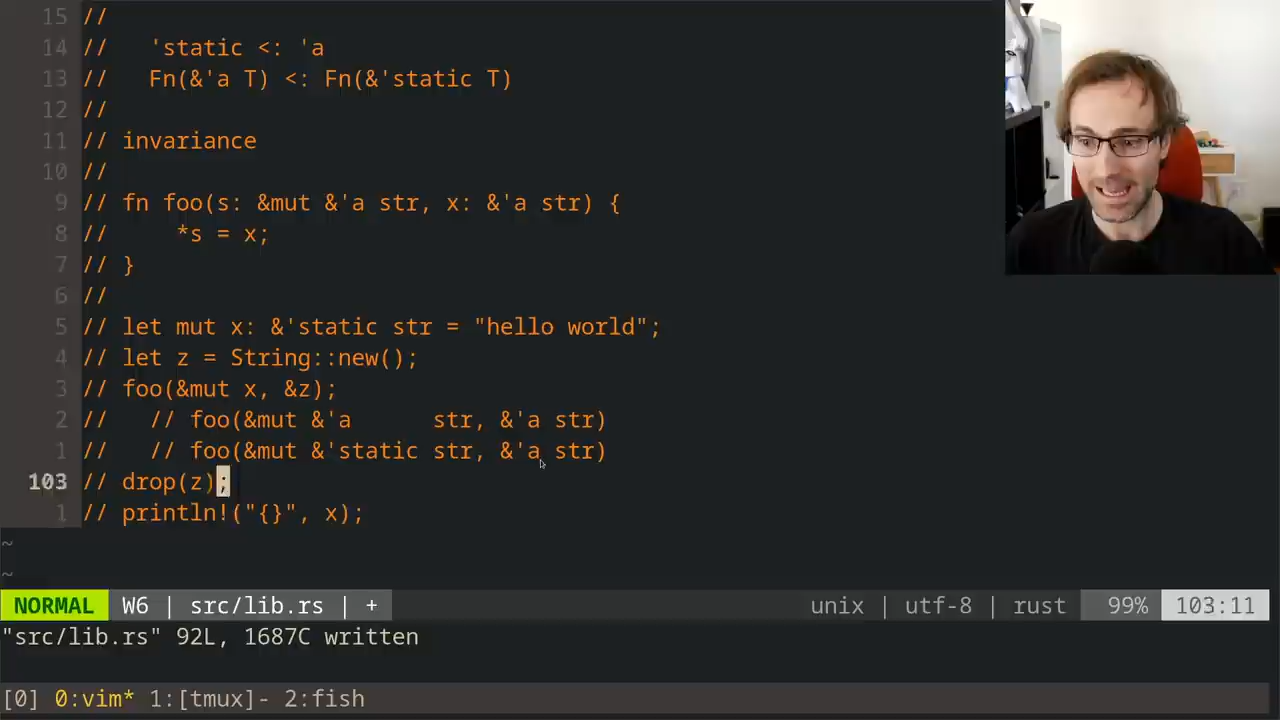 15 //
14 //   'static <: 'a
13 //   Fn(&'a T) <: Fn(&'static T)
12 //
11 // invariance
10 //
9 // fn foo(s: &mut &'a str, x: &'a str) {
8 //     *s = x;
7 // }
6 //
5 // let mut x: &'static str = "hello world";
4 // let z = String::new();
3 // foo(&mut x, &z);
2 //   // foo(&mut &'a      str, &'a str)
1 //   // foo(&mut &'static str, &'a str)
103 // drop(z);
1 // println!("{}", x);
~
~
NORMAL W6 | src/lib.rs | + unix | utf-8 | rust 99% 103:11
"src/lib.rs" 92L, 1687C written
[0] 0:vim* 1:[tmux]- 2:fish